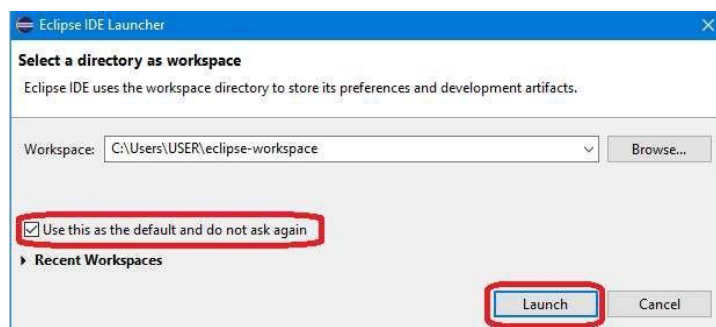 Eclipse IDE Launcher
Select a directory as workspace
Eclipse IDE uses the workspace directory to store its preferences and development artifacts.
Workspace: C:\Users\USER\eclipse-workspace Browse...
Use this as the default and do not ask again
Recent Workspaces
Launch Cancel